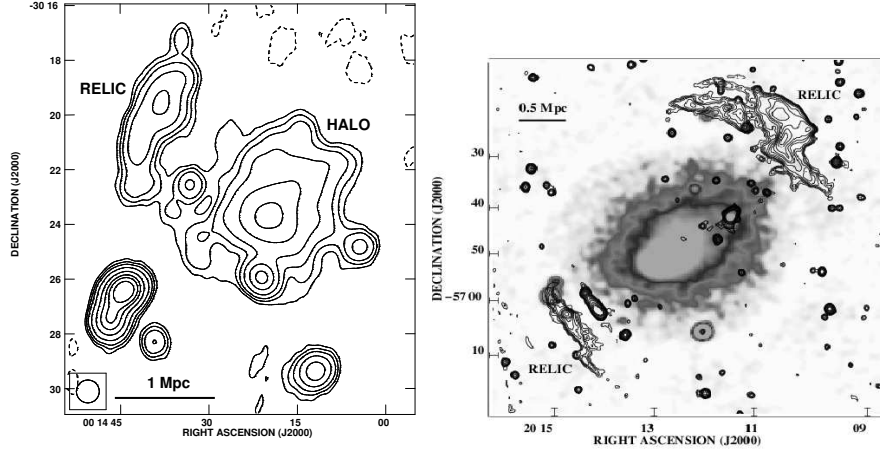 -30 16
18
20
22
24
26
28
30
DECLINATION (J2000)
RELIC
HALO
1 Mpc
00 14 45
30
15
00
RIGHT ASCENSION (J2000)
RELIC
0.5 Mpc
30
40
50
-57 00
10
DECLINATION (J2000)
RELIC
20 15
13
11
09
RIGHT ASCENSION (J2000)